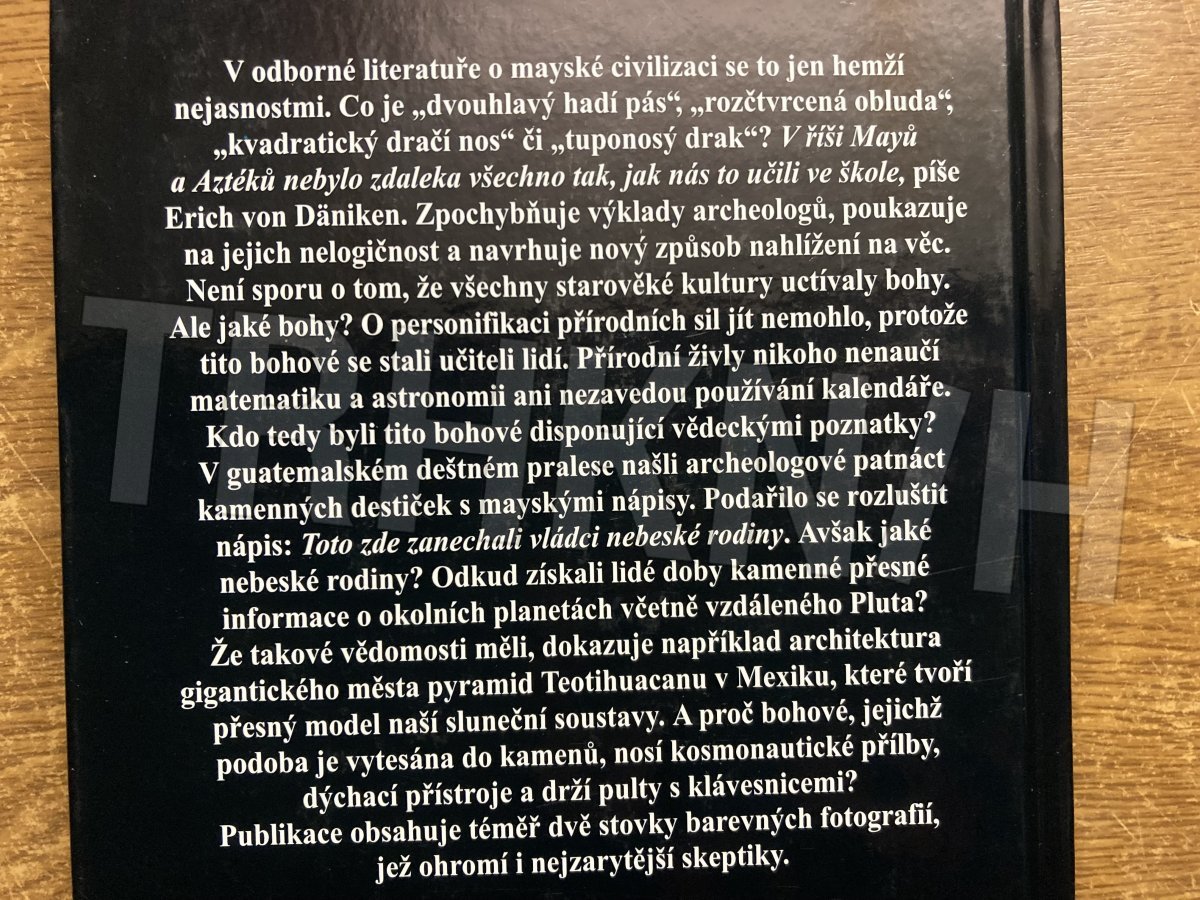 V odborné literatuře o mayské civilizaci se to jen hemží
nejasnostmi. Co je „dvouhlavý hadí pás“, „rozčtvrcená obluda“,
„kvadratický dračí nos“ či „tuponosý drak“? V říši Mayů
a Aztéků nebylo zdaleka všechno tak, jak nás to učili ve škole, píše
Erich von Däniken. Zpochybňuje výklady archeologů, poukazuje
na jejich nelogičnost a navrhuje nový způsob nahlížení na věc.
Není sporu o tom, že všechny starověké kultury uctívaly bohy.
Ale jaké bohy? O personifikaci přírodních sil jít nemohlo, protože
tito bohové se stali učiteli lidí. Přírodní živly nikoho nenaučí
matematiku a astronomii ani nezavedou používání kalendáře.
Kdo tedy byli tito bohové disponující vědeckými poznatky?
V guatemalském deštném pralese našli archeologové patnáct
kamenných destiček s mayskými nápisy. Podařilo se rozluštit
nápis: Toto zde zanechali vládci nebeské rodiny. Avšak jaké
nebeské rodiny? Odkud získali lidé doby kamenné přesné
informace o okolních planetách včetně vzdáleného Pluta?
Že takové vědomosti měli, dokazuje například architektura
gigantického města pyramid Teotihuacanu v Mexiku, které tvoří
přesný model naší sluneční soustavy. A proč bohové, jejichž
podoba je vytesána do kamenů, nosí kosmonautické přílby,
dýchací přístroje a drží pulty s klávesnicemi?
Publikace obsahuje téměř dvě stovky barevných fotografií,
jež ohromí i nejzarytější skeptiky.
TRHKNIH